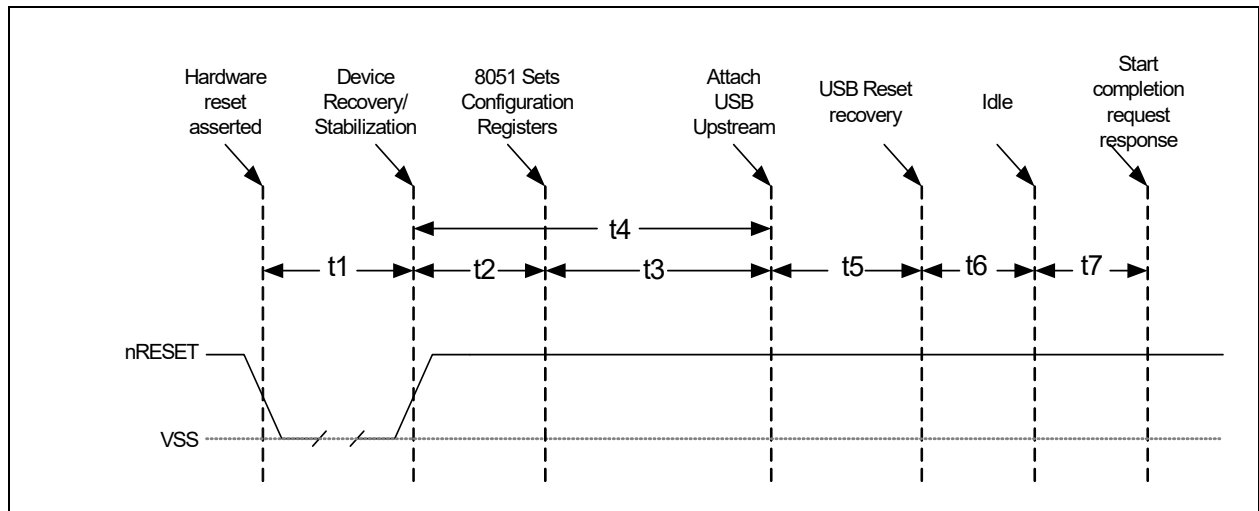 Hardware
reset
asserted
Device
Recovery/
Stabilization
8051 Sets
Configuration
Registers
Attach
USB
Upstream
USB Reset
recovery
Idle
Start
completion
request
response
t4
t1
t2
t3
t5
t6
t7
nRESET
VSS